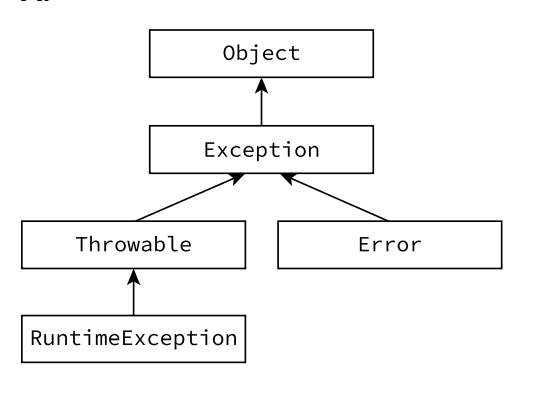 Object
Exception
Throwable
Error
RuntimeException